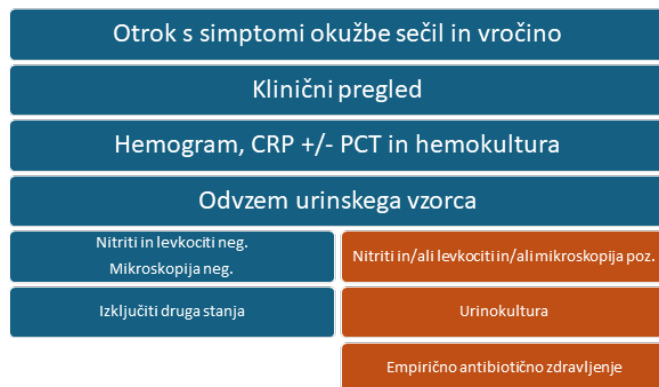 Otrok s simptomi okužbe sečil in vročino
Klinični pregled
Hemogram, CRP +/- PCT in hemokultura
Odvzem urinskega vzorca
Nitriti in levkociti neg.
Mikroskopija neg.
Nitriti in/ali levkociti in/ali mikroskopija poz.
Izključiti druga stanja
Urinokultura
Empirično antibiotično zdravljenje